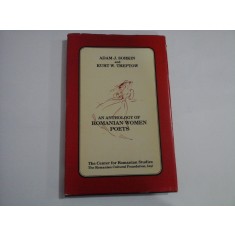 ADAM J. SORKIN
and
KURT W. TREPTOW
AN ANTHOLOGY OF
ROMANIAN WOMEN
POETS
The Center for Romanian Studies
The Romanian Cultural Foundation, Iași